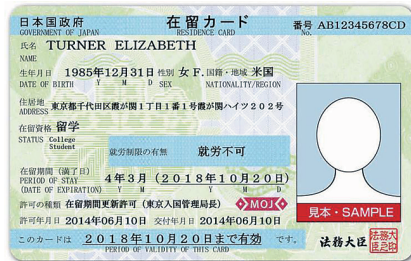 日本国政府 在留カード 番号 AB12345678CD
GOVERNMENT OF JAPAN RESIDENCE CARD No.
氏名 TURNER ELIZABETH
NAME
生年月日 1985年12月31日 性別 女 F. 国籍・地域 米国
DATE OF BIRTH Y M D SEX NATIONALITY/REGION
住居地 東京都千代田区霞が関1丁目1番1号霞が関ハイツ202号
ADDRESS
在留資格 留学
STATUS College
Student
就労制限の有無 就労不可
在留期間(満了日) 4年3月(2018年10月20日)
PERIOD OF STAY
(DATE OF EXPIRATION) Y M Y M D
許可の種類 在留期間更新許可(東京入国管理局長) MOJ
許可年月日 2014年06月10日 交付年月日 2014年06月10日
このカードは 2018年10月20日まで有効 です。
PERIOD OF VALIDITY OF THIS CARD
見本・SAMPLE
法務大臣